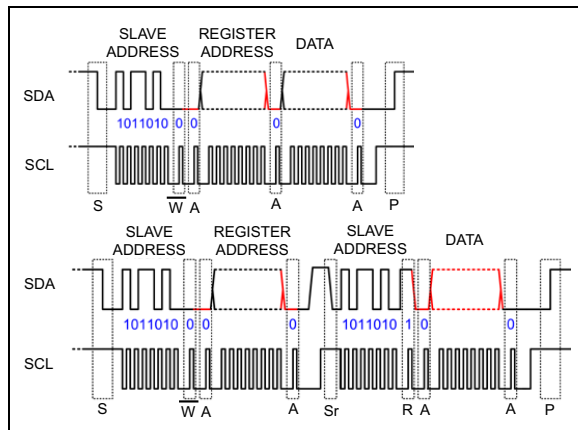 SLAVE ADDRESS REGISTER ADDRESS DATA
SDA
1011010 0 0 0 0
SCL
S W A A A P
SLAVE ADDRESS REGISTER ADDRESS SLAVE ADDRESS DATA
SDA
1011010 0 0 0 1011010 1 0 0
SCL
S W A A Sr R A A P